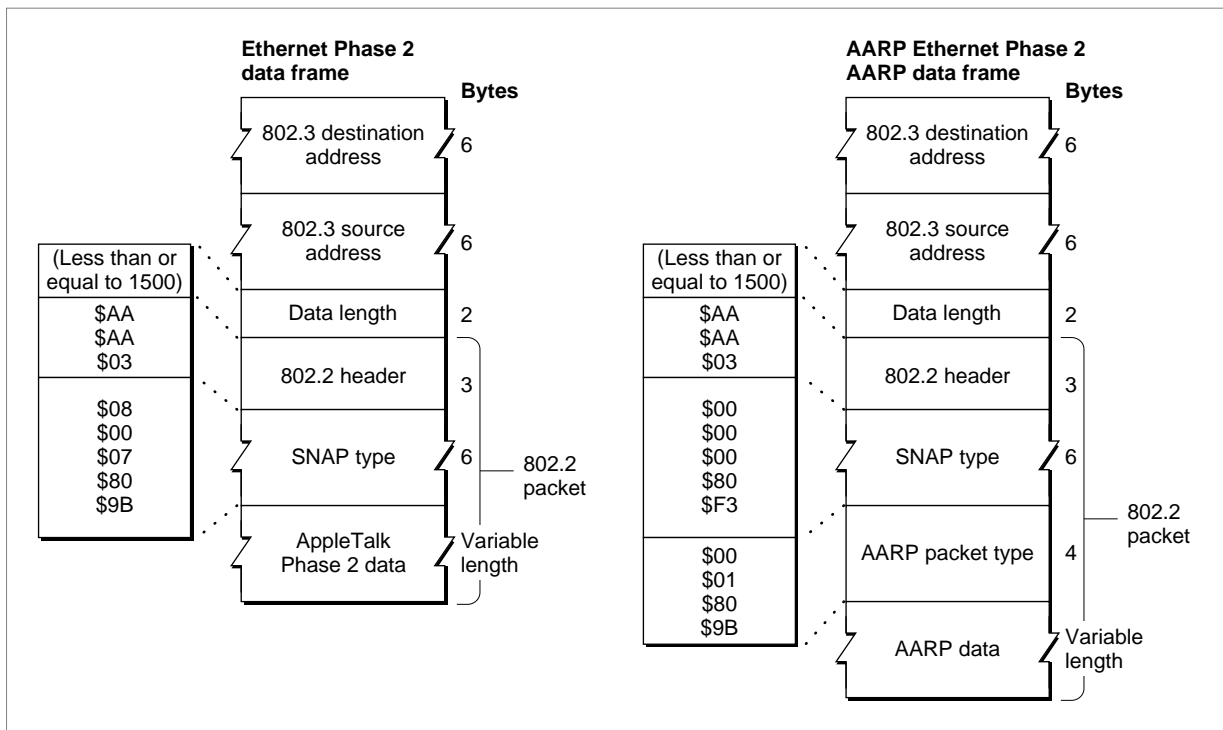 Ethernet Phase 2
data frame
Bytes
802.3 destination
address
6
802.3 source
address
6
(Less than or
equal to 1500)
Data length
2
$AA
$AA
$03
802.2 header
3
$08
$00
$07
$80
$9B
SNAP type
6
802.2
packet
AppleTalk
Phase 2 data
Variable
length
AARP Ethernet Phase 2
AARP data frame
Bytes
802.3 destination
address
6
802.3 source
address
6
(Less than or
equal to 1500)
Data length
2
$AA
$AA
$03
802.2 header
3
$00
$00
$00
$80
$F3
SNAP type
6
802.2
packet
$00
$01
$80
$9B
AARP packet type
4
AARP data
Variable
length